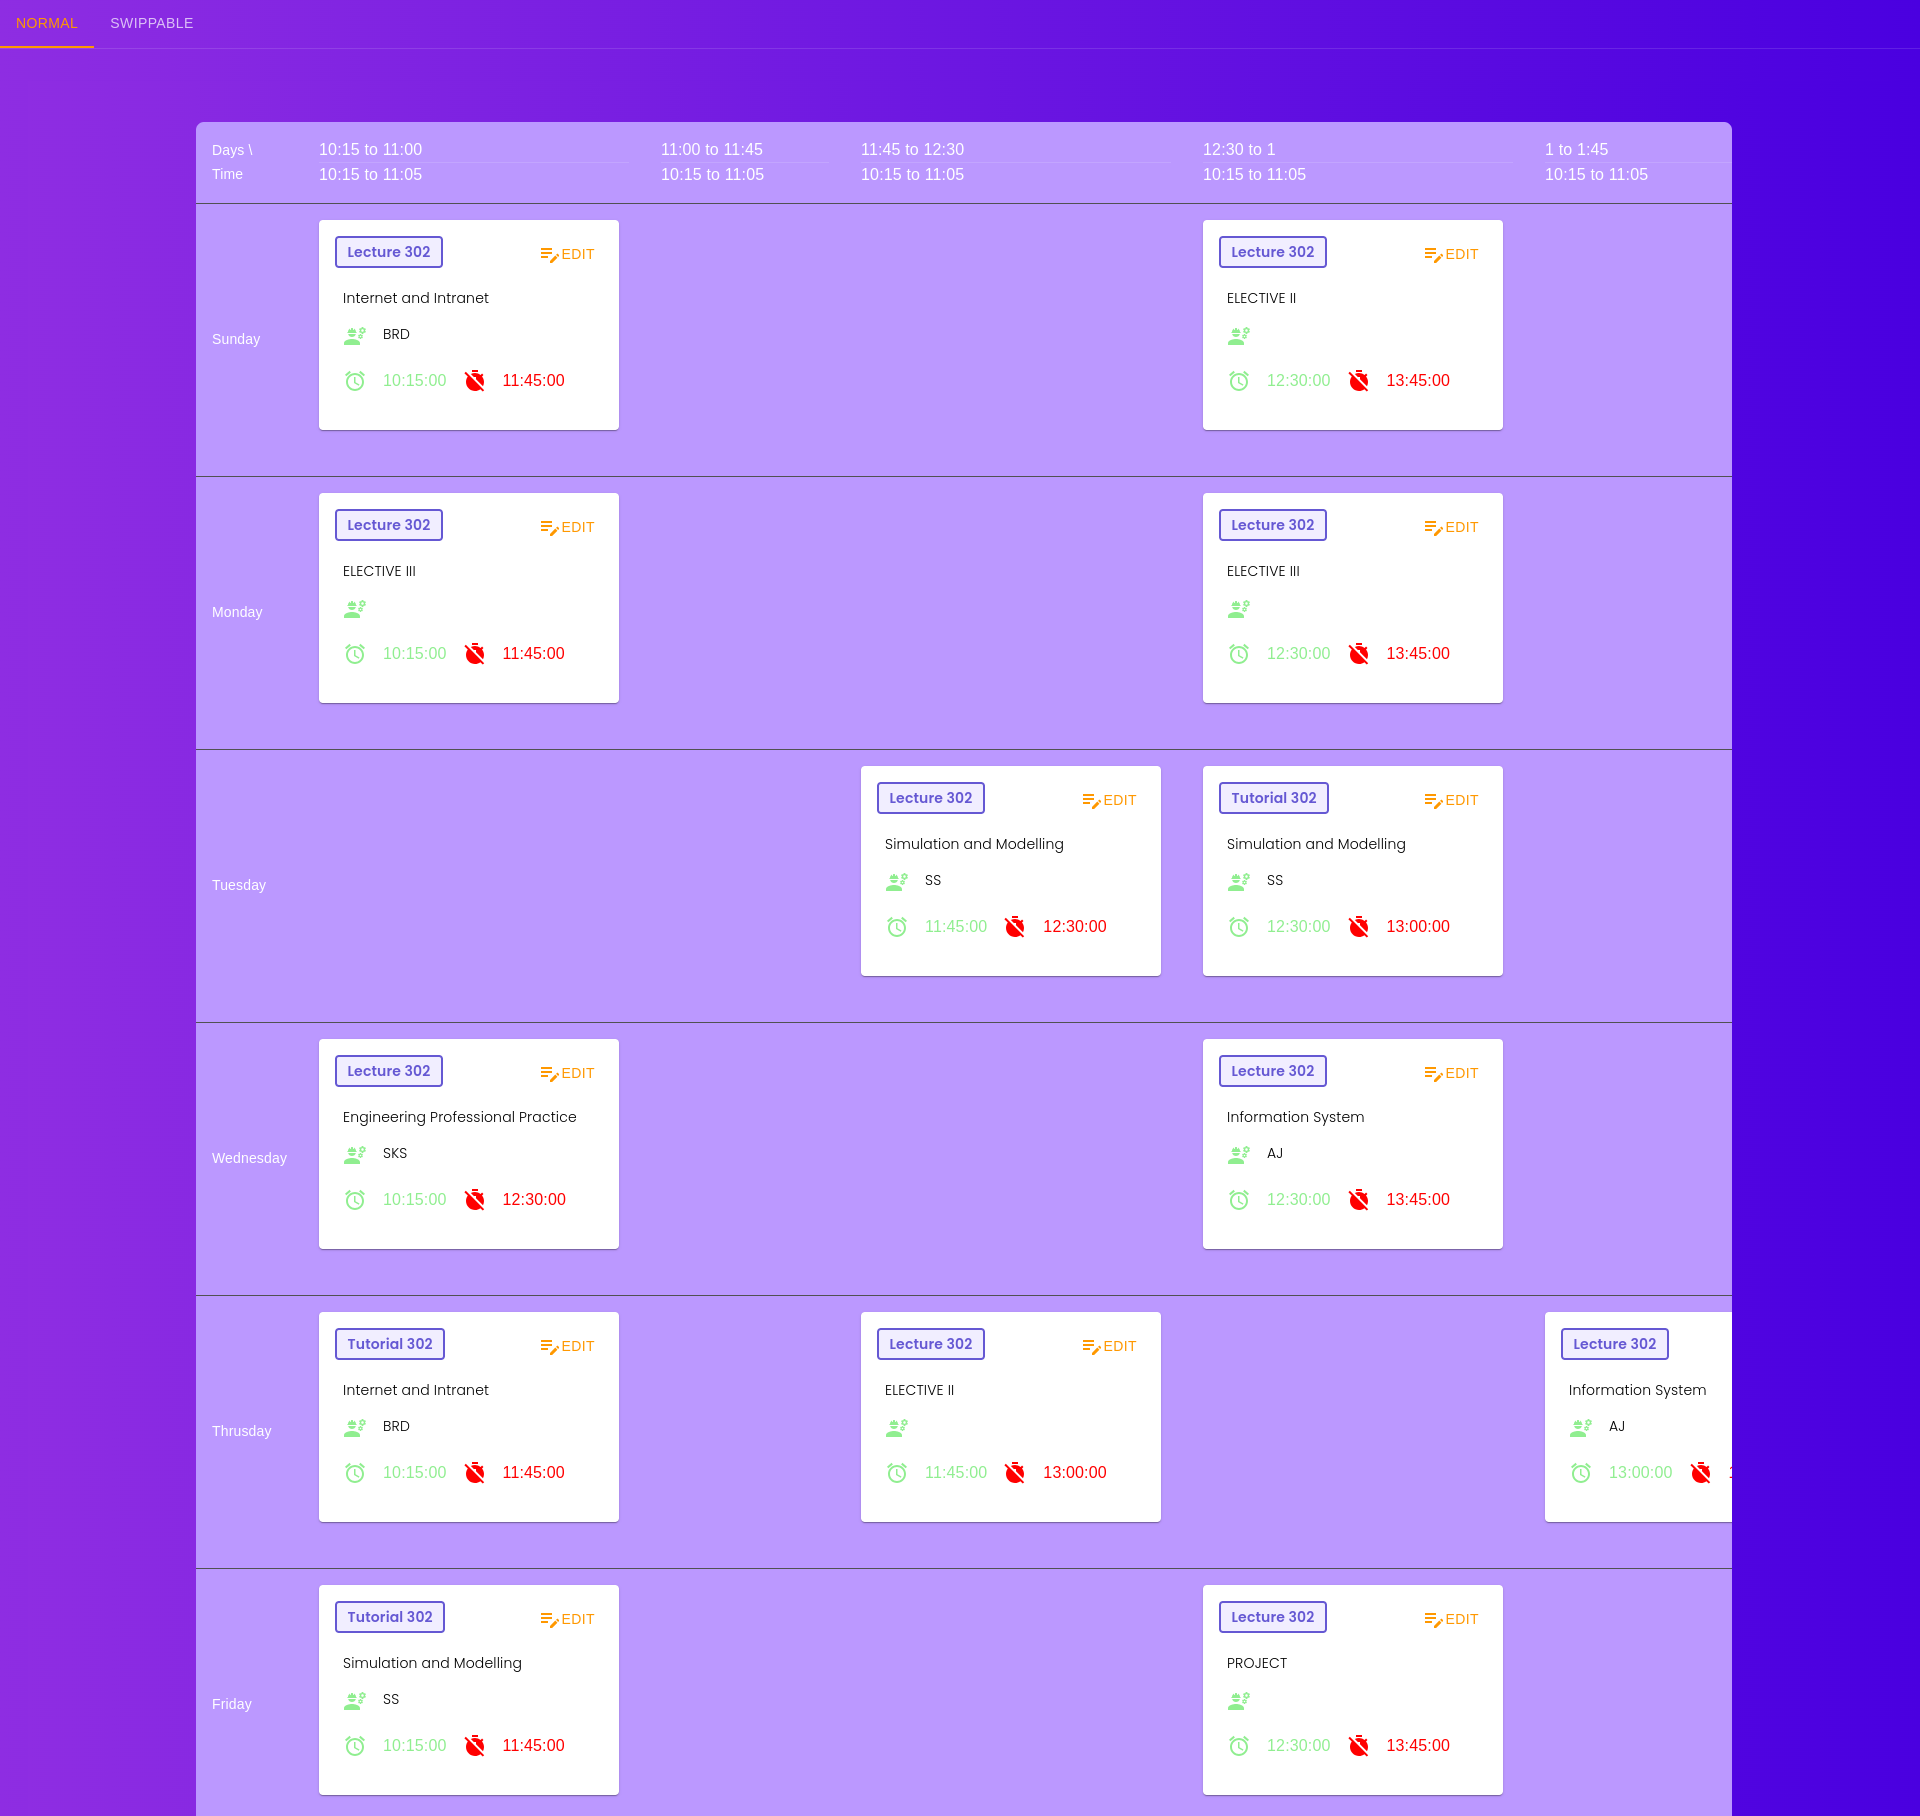 NORMAL SWIPPABLE
Days \ 10:15 to 11:00 11:00 to 11:45 11:45 to 12:30 12:30 to 1 1 to 1:45
Time 10:15 to 11:05 10:15 to 11:05 10:15 to 11:05 10:15 to 11:05 10:15 to 11:05
Lecture 302 EDIT Lecture 302 EDIT
Internet and Intranet ELECTIVE II
Sunday BRD
10:15:00 11:45:00 12:30:00 13:45:00
Lecture 302 EDIT Lecture 302 EDIT
ELECTIVE III ELECTIVE III
Monday
10:15:00 11:45:00 12:30:00 13:45:00
Lecture 302 EDIT Tutorial 302 EDIT
Simulation and Modelling Simulation and Modelling
Tuesday SS SS
11:45:00 12:30:00 12:30:00 13:00:00
Lecture 302 EDIT Lecture 302 EDIT
Engineering Professional Practice Information System
Wednesday SKS AJ
10:15:00 12:30:00 12:30:00 13:45:00
Tutorial 302 EDIT Lecture 302 EDIT Lecture 302
Internet and Intranet ELECTIVE II Information System
Thrusday BRD AJ
10:15:00 11:45:00 11:45:00 13:00:00 13:00:00
Tutorial 302 EDIT Lecture 302 EDIT
Simulation and Modelling PROJECT
Friday SS
10:15:00 11:45:00 12:30:00 13:45:00